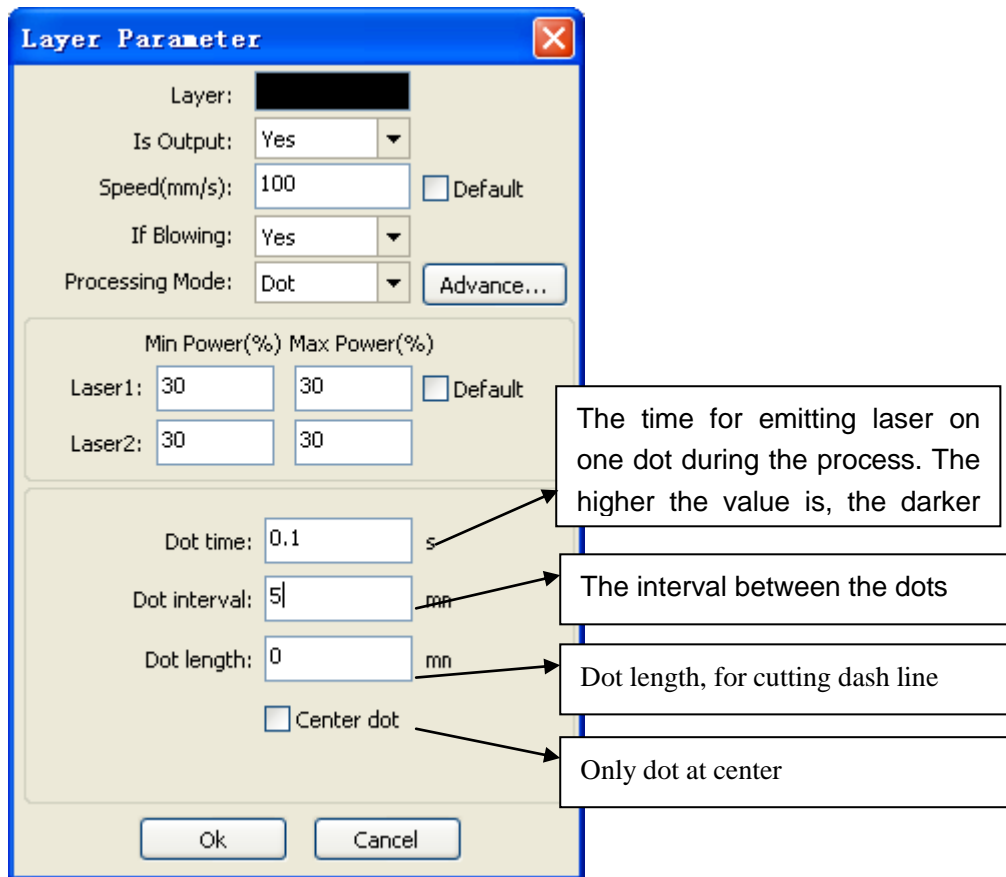 Layer Parameter
Layer:
Is Output: Yes
Speed(mm/s): 100 Default
If Blowing: Yes
Processing Mode: Dot Advance...
Min Power(%) Max Power(%)
Laser1: 30 30 Default
Laser2: 30 30
The time for emitting laser on
one dot during the process. The
higher the value is, the darker
Dot time: 0.1 s
Dot interval: 5 mn
The interval between the dots
Dot length: 0 mn
Dot length, for cutting dash line
Center dot
Only dot at center
Ok Cancel